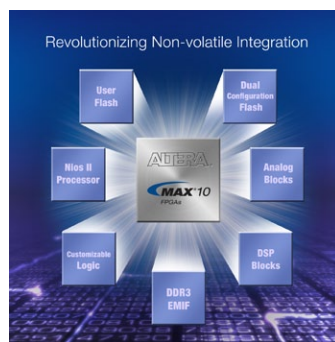 Revolutionizing Non-volatile Integration
User
Flash
Dual
Configuration
Flash
ALTERA
Nios II
Processor
MAX 10
FPGAs
Analog
Blocks
Customizable
Logic
DSP
Blocks
DDR3
EMIF